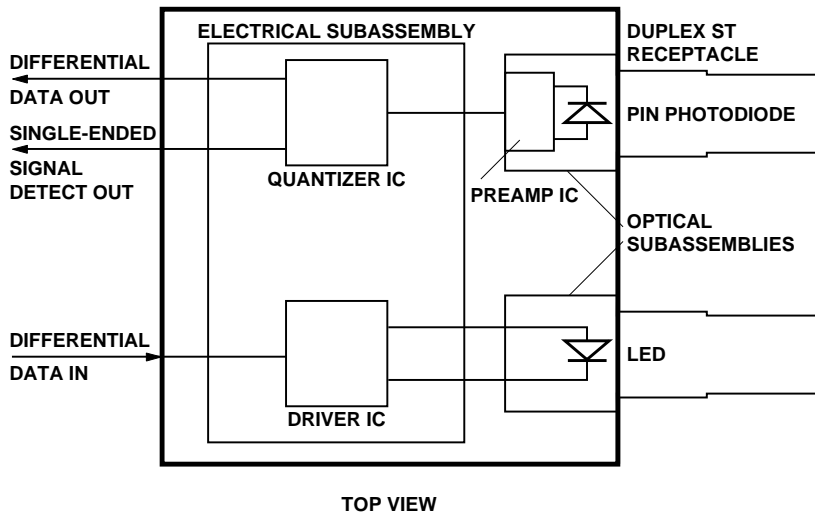 ELECTRICAL SUBASSEMBLY
DUPLEX ST
RECEPTACLE
DIFFERENTIAL
DATA OUT
SINGLE-ENDED
SIGNAL
DETECT OUT
QUANTIZER IC
PREAMP IC
PIN PHOTODIODE
OPTICAL
SUBASSEMBLIES
DIFFERENTIAL
DATA IN
DRIVER IC
LED
TOP VIEW